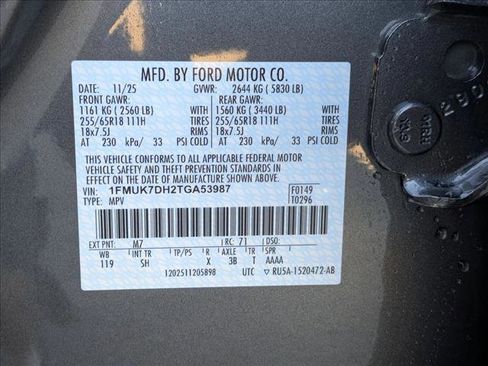 MFD. BY FORD MOTOR CO.
DATE: 11/25 GVWR: 2644 KG ( 5830 LB)
FRONT GAWR: REAR GAWR:
1161 KG ( 2560 LB) 1560 KG ( 3440 LB)
255/65R18 111H TIRES 255/65R18 111H TIRES
18x7.5J RIMS 18x7.5J RIMS
AT 230 kPa/ 33 PSI COLD AT 230 kPa/ 33 PSI COLD
THIS VEHICLE CONFORMS TO ALL APPLICABLE FEDERAL MOTOR
VEHICLE SAFETY AND THEFT PREVENTION STANDARDS IN
EFFECT ON THE DATE OF MANUFACTURE SHOWN ABOVE.
VIN: 1FMUK7DH2TGA53987 F0149
TYPE: MPV T0296
EXT PNT: M7 RC: 71 DSO:
WB INT TR TP/PS R AXLE TR SPR
119 SH X 3B T AAAA
1202511205898 UTC RU5A-1520472-AB